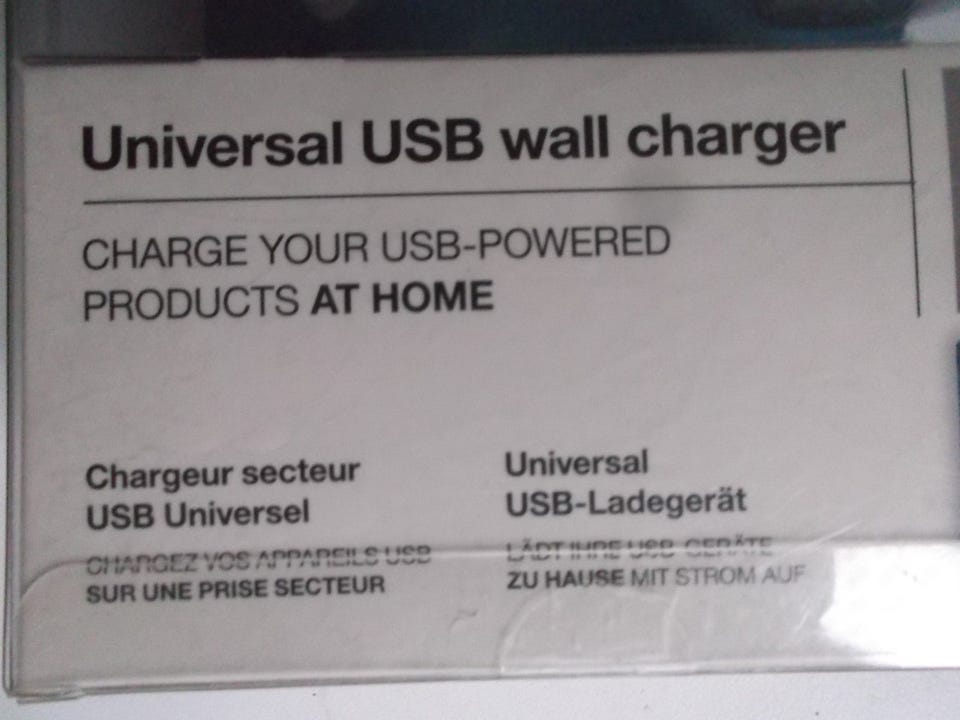 Universal USB wall charger
CHARGE YOUR USB-POWERED
PRODUCTS AT HOME
Chargeur secteur
USB Universel
CHARGEZ VOS APPAREILS USB
SUR UNE PRISE SECTEUR
Universal
USB-Ladegerät
LÄDT IHRE USB-GERÄTE
ZU HAUSE MIT STROM AUF